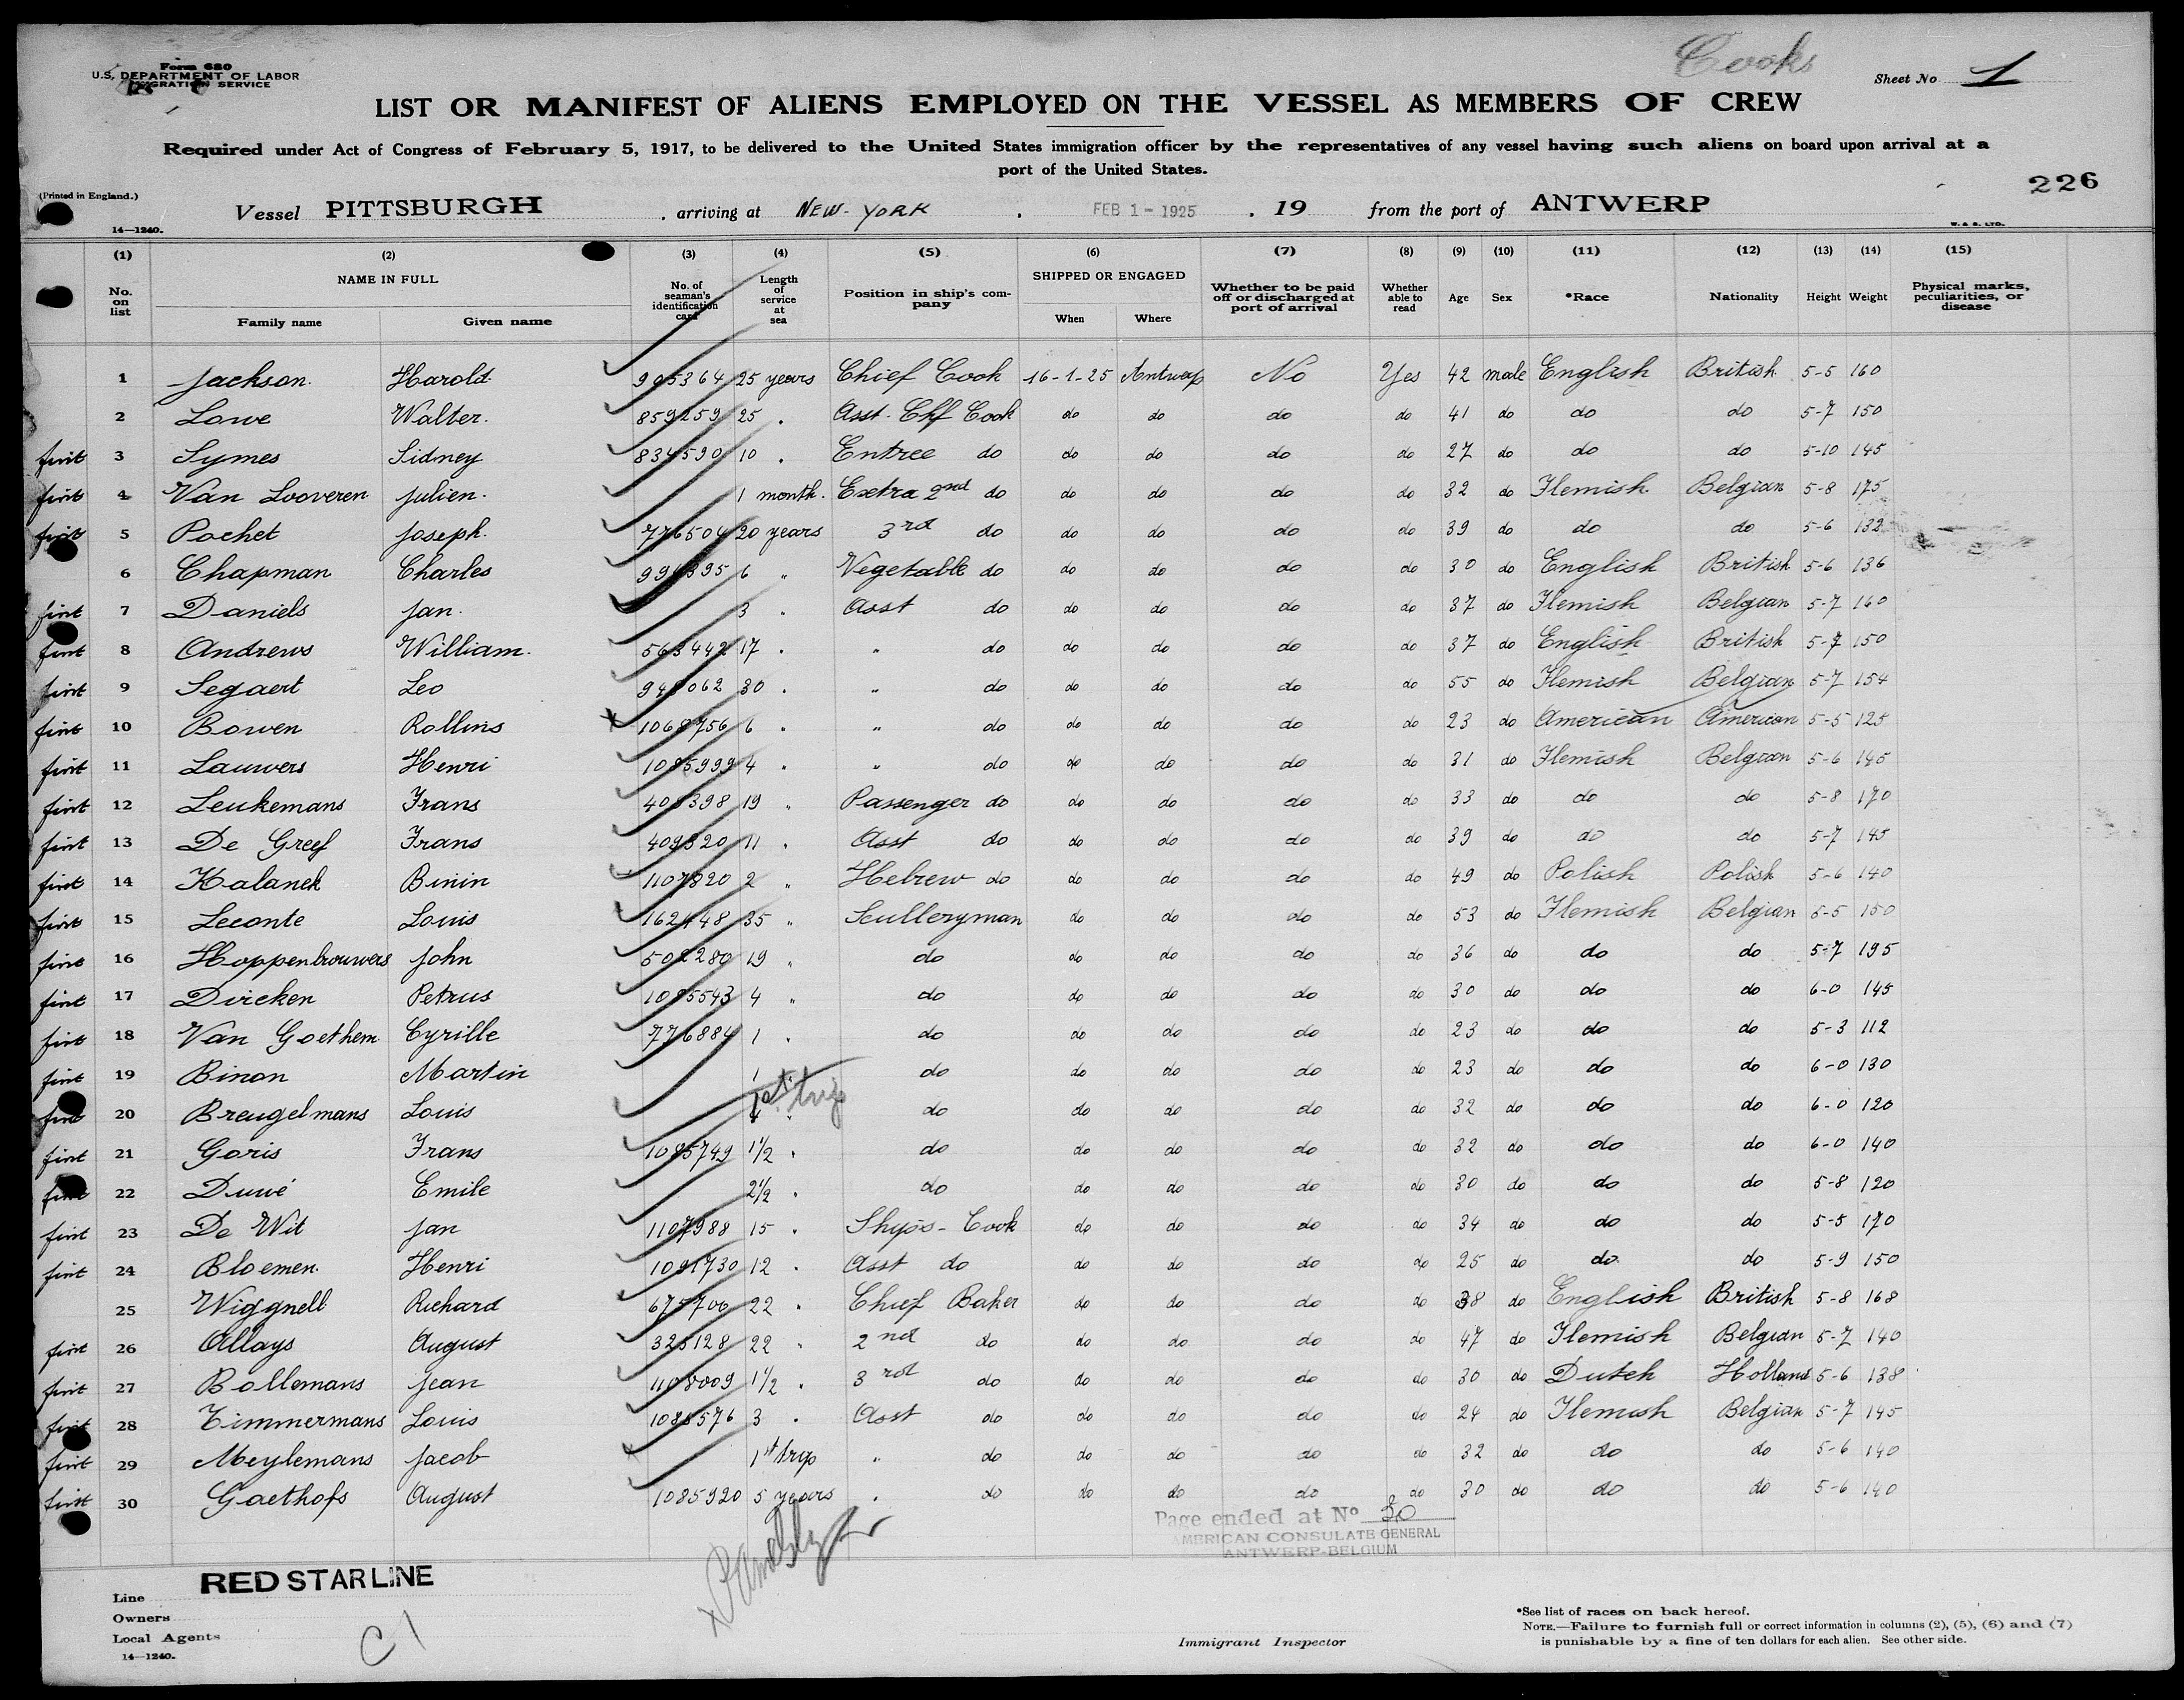 Cooks
Form 680
U.S. DEPARTMENT OF LABOR
IMMIGRATION SERVICE
Sheet No 1
LIST OR MANIFEST OF ALIENS EMPLOYED ON THE VESSEL AS MEMBERS OF CREW
Required under Act of Congress of February 5, 1917, to be delivered to the United States immigration officer by the representatives of any vessel having such aliens on board upon arrival at a
port of the United States.
226
(Printed in England.)
Vessel PITTSBURGH , arriving at NEW-YORK , FEB 1-1925 , 19 from the port of ANTWERP
14—1240. W. & S. LTD.
(1) (2) (3) (4) (5) (6) (7) (8) (9) (10) (11) (12) (13) (14) (15)
No. on list NAME IN FULL Family name Given name No. of seaman's identification card Length of service at sea Position in ship's company SHIPPED OR ENGAGED When Where Whether to be paid off or discharged at port of arrival Whether able to read Age Sex *Race Nationality Height Weight Physical marks, peculiarities, or disease
1 Jackson. Harold 25 years Chief Cook 16-1-25 Antwerp No Yes 42 male English British 5-5 160
2 Lowe Walter. 859259 25 " Asst. Chf Cook do do do do 41 do do do 5-7 150
first 3 Symes Sidney 834590 10 " Entree do do do do do 27 do do do 5-10 145
first 4 Van Looveren Julien. 1 month. Extra 2nd do do do do do 32 do Flemish Belgian 5-8 175
first 5 Pochet Joseph. 776504 20 years 3rd do do do do do 39 do do do 5-6 132
6 Chapman Charles 6 " Vegetable do do do do do 30 do English British 5-6 136
first 7 Daniels Jan. 3 " Asst do do do do do 37 do Flemish Belgian 5-7 160
first 8 Andrews William. 563442 17 " " do do do do do 37 do English British 5-7 150
first 9 Segaert Leo 30 " " do do do do do 55 do Flemish Belgian 5-7 154
first 10 Bowen Rollins 1068756 6 " " do do do do do 23 do American American 5-5 125
first 11 Lauwers Henri 1085999 4 " " do do do do do 31 do Flemish Belgian 5-6 145
first 12 Leukemans Frans 19 " Passenger do do do do do 33 do do do 5-8 170
first 13 De Greef Frans 11 " Asst do do do do do 39 do do do 5-7 145
first 14 Kalanek Binin 1107820 2 " Hebrew do do do do do 49 do Polish Polish 5-6 140
first 15 Leconte Louis 162448 35 " Sculleryman do do do do 53 do Flemish Belgian 5-5 150
first 16 Hoppenbrouwers John 502280 19 " do do do do do 36 do do do 5-7 195
first 17 Dircken Petrus 1085543 4 " do do do do do 30 do do do 6-0 145
first 18 Van Goethem Cyrille 776884 1 " do do do do do 23 do do do 5-3 112
first 19 Binon Martin 1 do do do do do 23 do do do 6-0 130
1st trip
first 20 Breugelmans Louis do do do do do 32 do do do 6-0 120
first 21 Goris Frans 1085749 1½ " do do do do do 32 do do do 6-0 140
first 22 Duwé Emile 2½ " do do do do do 30 do do do 5-8 120
first 23 De Wit Jan 1107988 15 " Ship's-Cook do do do do 34 do do do 5-5 170
first 24 Bloemen. Henri 1091730 12 " Asst do do do do do 25 do do do 5-9 150
25 Wiggnell Richard 675700 22 " Chief Baker do do do do 38 do English British 5-8 168
first 26 Allays August 325128 22 " 2nd do do do do do 47 do Flemish Belgian 5-7 140
first 27 Bollemans Jean 1108009 1½ " 3rd do do do do do 30 do Dutch Holland 5-6 138
first 28 Timmermans Louis 1085576 3 " Asst do do do do do 24 do Flemish Belgian 5-7 145
first 29 Meylemans Jacob 1st trip " do do do do do 32 do do do 5-6 140
first 30 Goethofs August 1085920 5 years " do do do do do 30 do do do 5-6 140
Page ended at No 30
AMERICAN CONSULATE GENERAL
ANTWERP-BELGIUM
Line RED STAR LINE
Owners
Local Agents
14—1240.
C1
Immigrant Inspector
*See list of races on back hereof.
NOTE.—Failure to furnish full or correct information in columns (2), (5), (6) and (7)
is punishable by a fine of ten dollars for each alien. See other side.